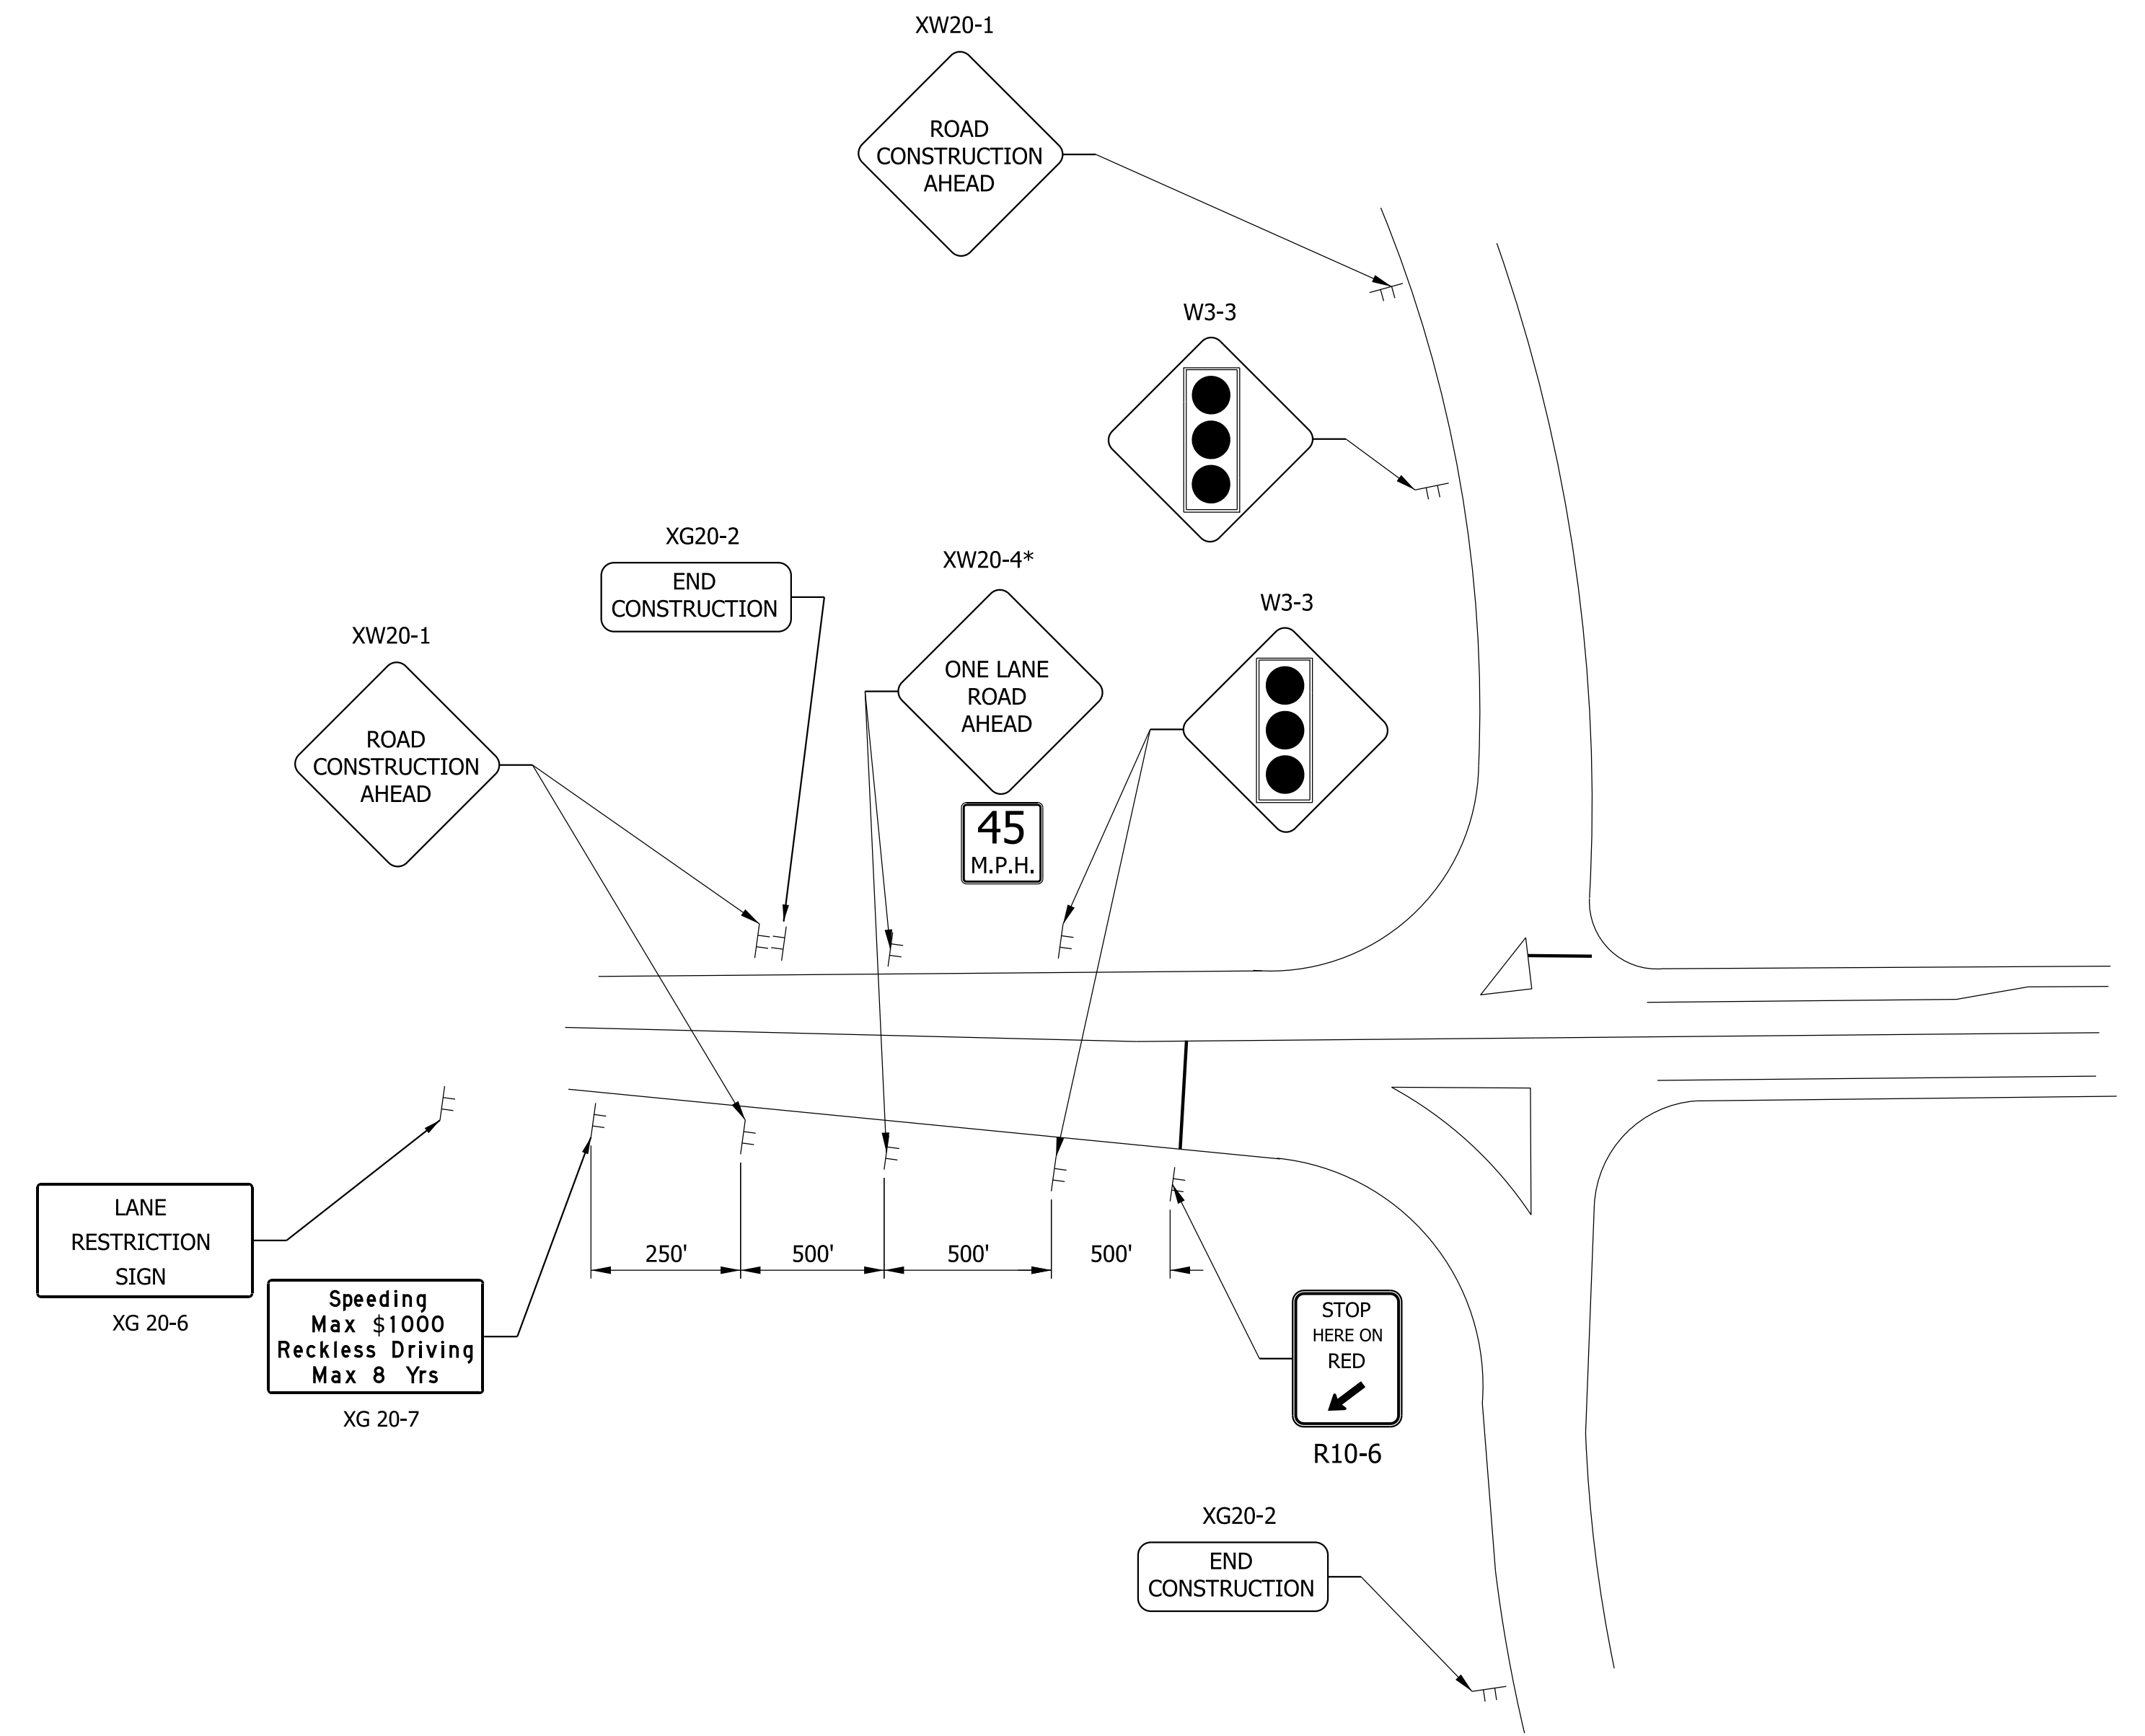 XW20-1
ROAD
CONSTRUCTION
AHEAD
W3-3
XG20-2
END
CONSTRUCTION
XW20-4*
ONE LANE
ROAD
AHEAD
45
M.P.H.
W3-3
XW20-1
ROAD
CONSTRUCTION
AHEAD
LANE
RESTRICTION
SIGN
XG 20-6
250'
500'
500'
500'
Speeding
Max $1000
Reckless Driving
Max 8 Yrs
XG 20-7
STOP
HERE ON
RED
R10-6
XG20-2
END
CONSTRUCTION